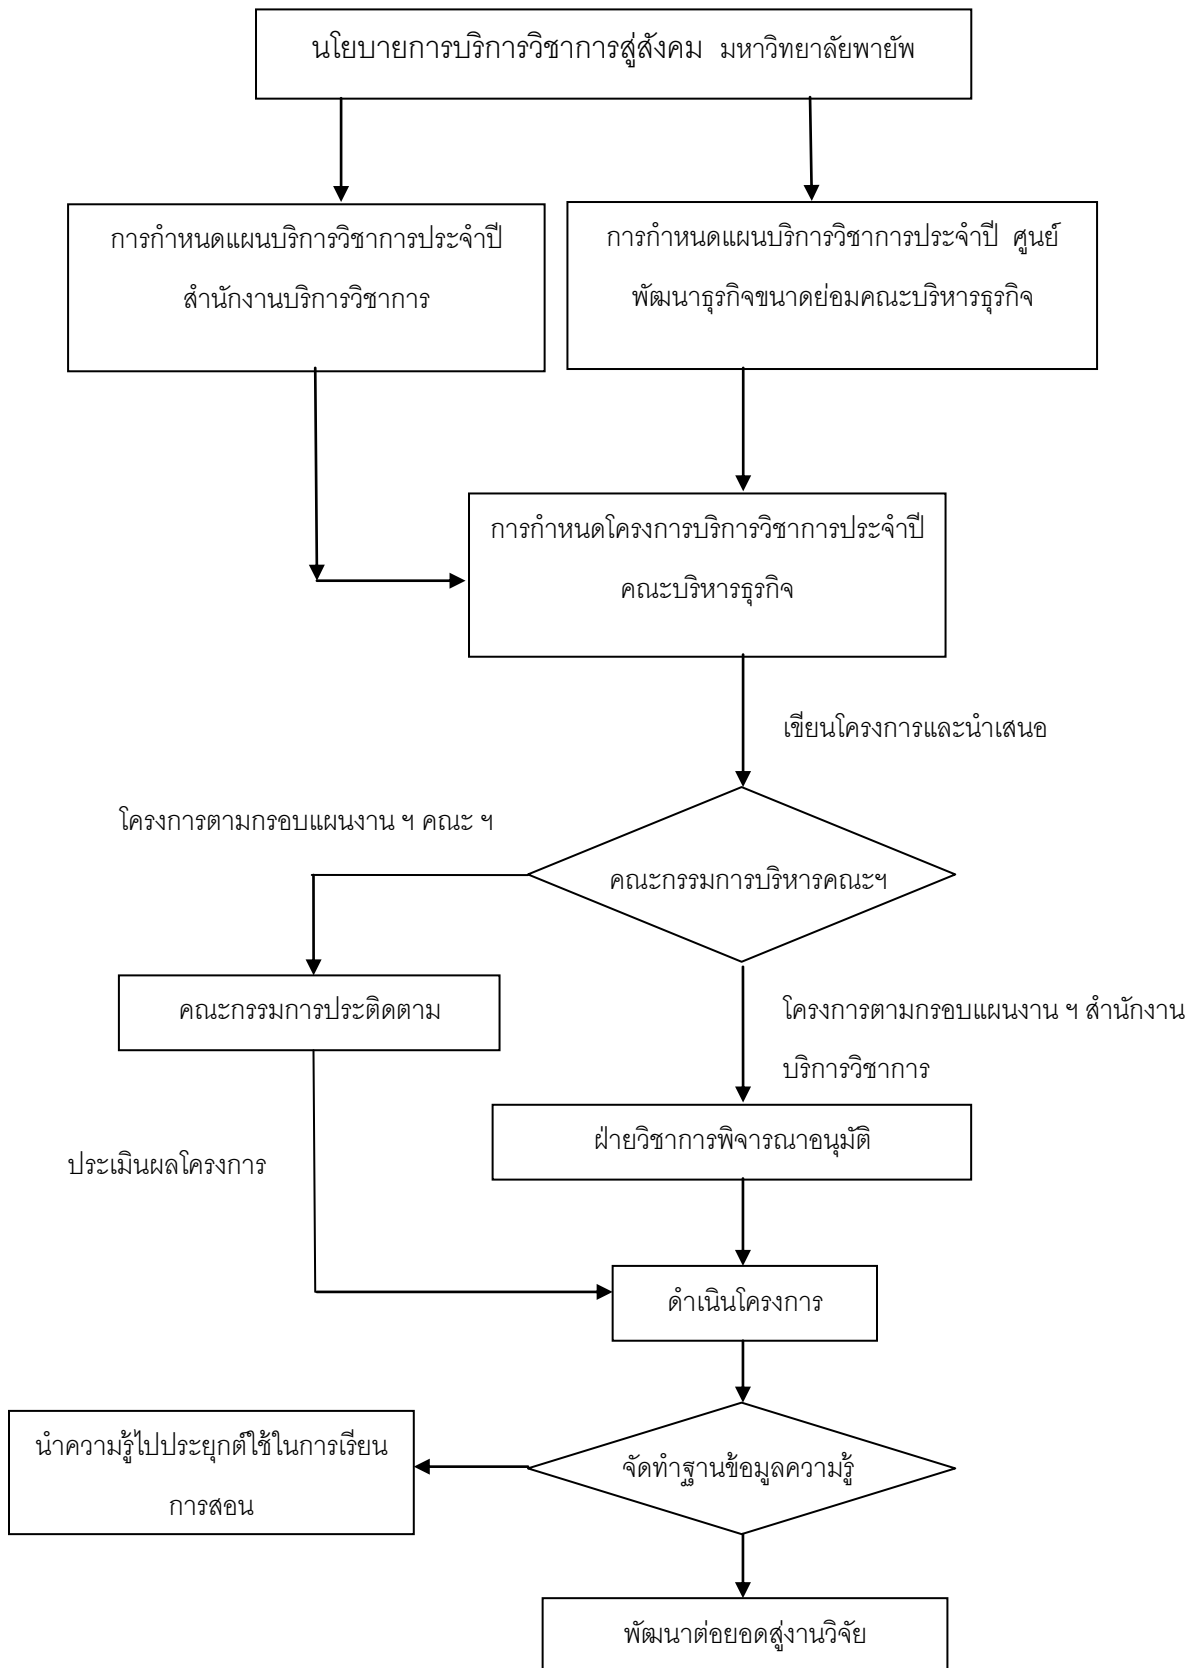 นโยบายการบริการวิชาการสู่สังคม มหาวิทยาลัยพายัพ
การกำหนดแผนบริการวิชาการประจำปี
สำนักงานบริการวิชาการ
การกำหนดแผนบริการวิชาการประจำปี ศูนย์
พัฒนาธุรกิจขนาดย่อมคณะบริหารธุรกิจ
การกำหนดโครงการบริการวิชาการประจำปี
คณะบริหารธุรกิจ
เขียนโครงการและนำเสนอ
โครงการตามกรอบแผนงาน ฯ คณะ ฯ
คณะกรรมการบริหารคณะฯ
คณะกรรมการประติดตาม
โครงการตามกรอบแผนงาน ฯ สำนักงาน
บริการวิชาการ
ฝ่ายวิชาการพิจารณาอนุมัติ
ประเมินผลโครงการ
ดำเนินโครงการ
นำความรู้ไปประยุกต์ใช้ในการเรียน
การสอน
จัดทำฐานข้อมูลความรู้
พัฒนาต่อยอดสู่งานวิจัย